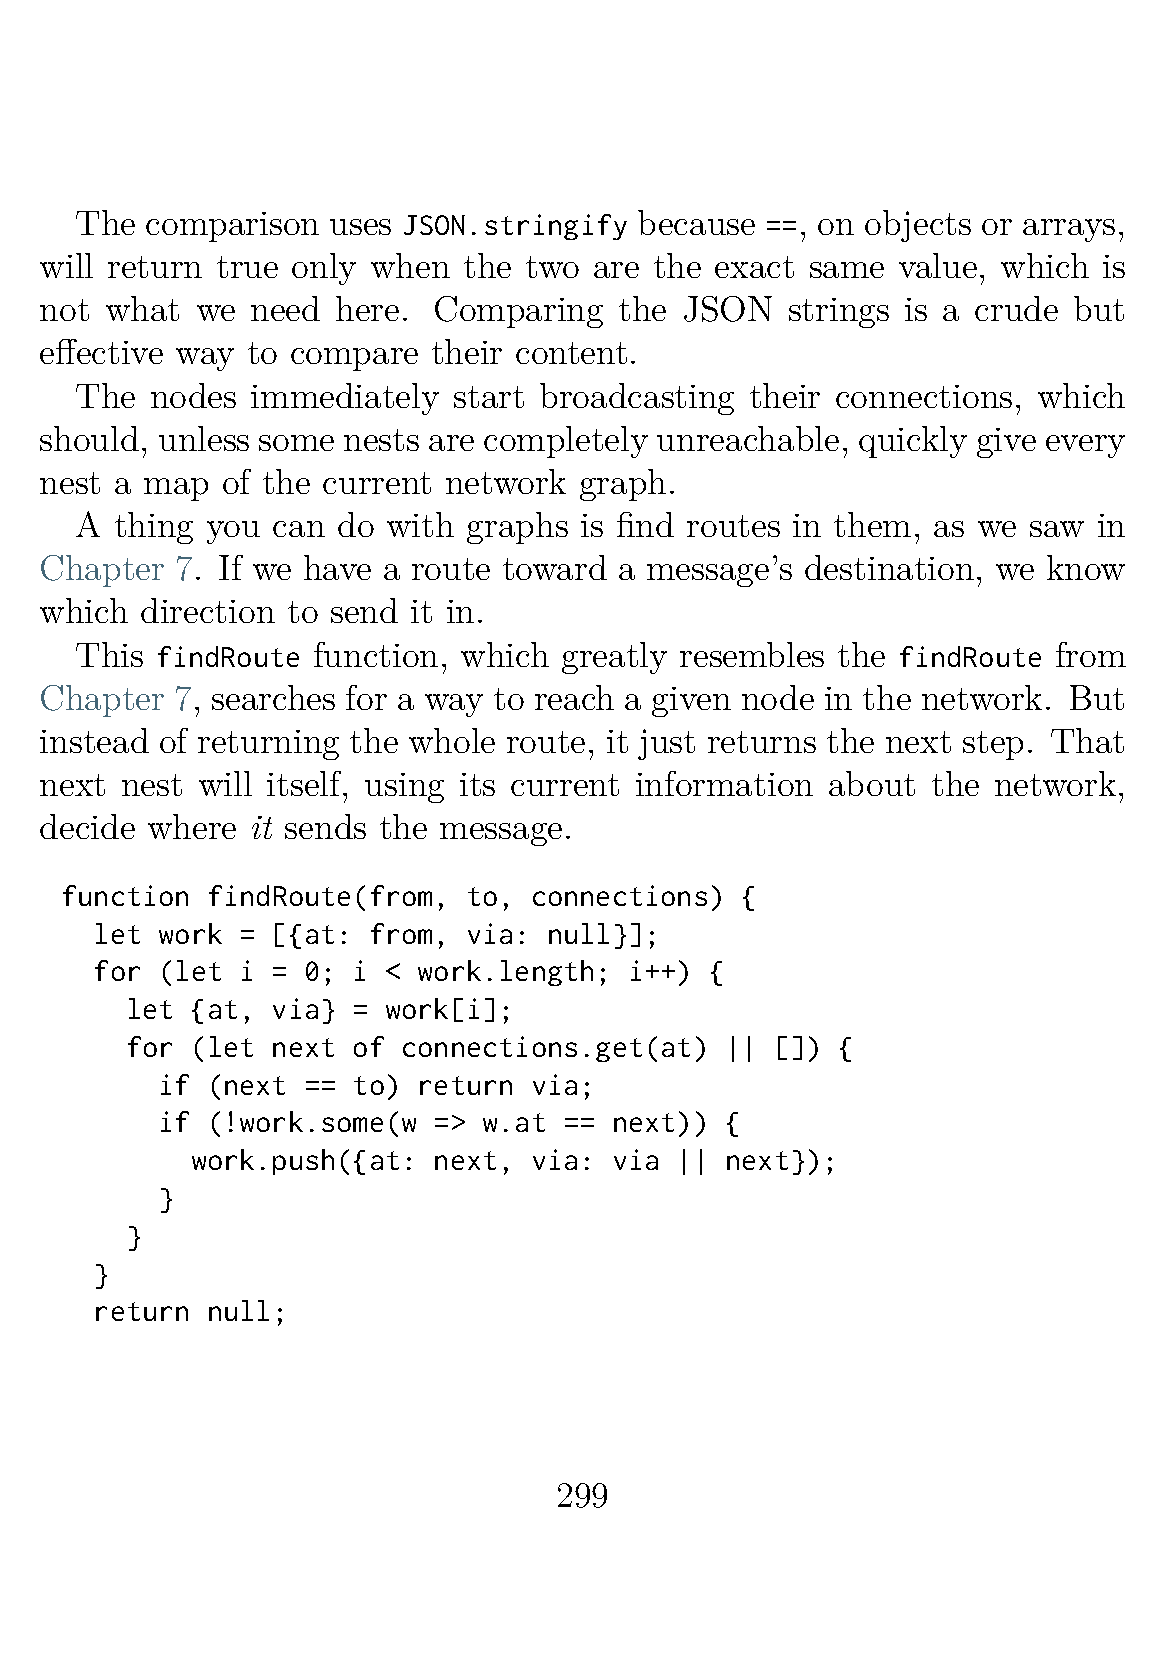 The comparison uses JSON.stringify because ==, on objects or arrays,
will return true only when the two are the exact same value, which is
not what we need here. Comparing the JSON strings is a crude but
effective way to compare their content.
The nodes immediately start broadcasting their connections, which
should, unless some nests are completely unreachable, quickly give every
nest a map of the current network graph.
A thing you can do with graphs is find routes in them, as we saw in
Chapter 7. If we have a route toward a message's destination, we know
which direction to send it in.
This findRoute function, which greatly resembles the findRoute from
Chapter 7, searches for a way to reach a given node in the network. But
instead of returning the whole route, it just returns the next step. That
next nest will itself, using its current information about the network,
decide where it sends the message.
function findRoute(from, to, connections) {
  let work = [{at: from, via: null}];
  for (let i = 0; i < work.length; i++) {
    let {at, via} = work[i];
    for (let next of connections.get(at) || []) {
      if (next == to) return via;
      if (!work.some(w => w.at == next)) {
        work.push({at: next, via: via || next});
      }
    }
  }
  return null;
299